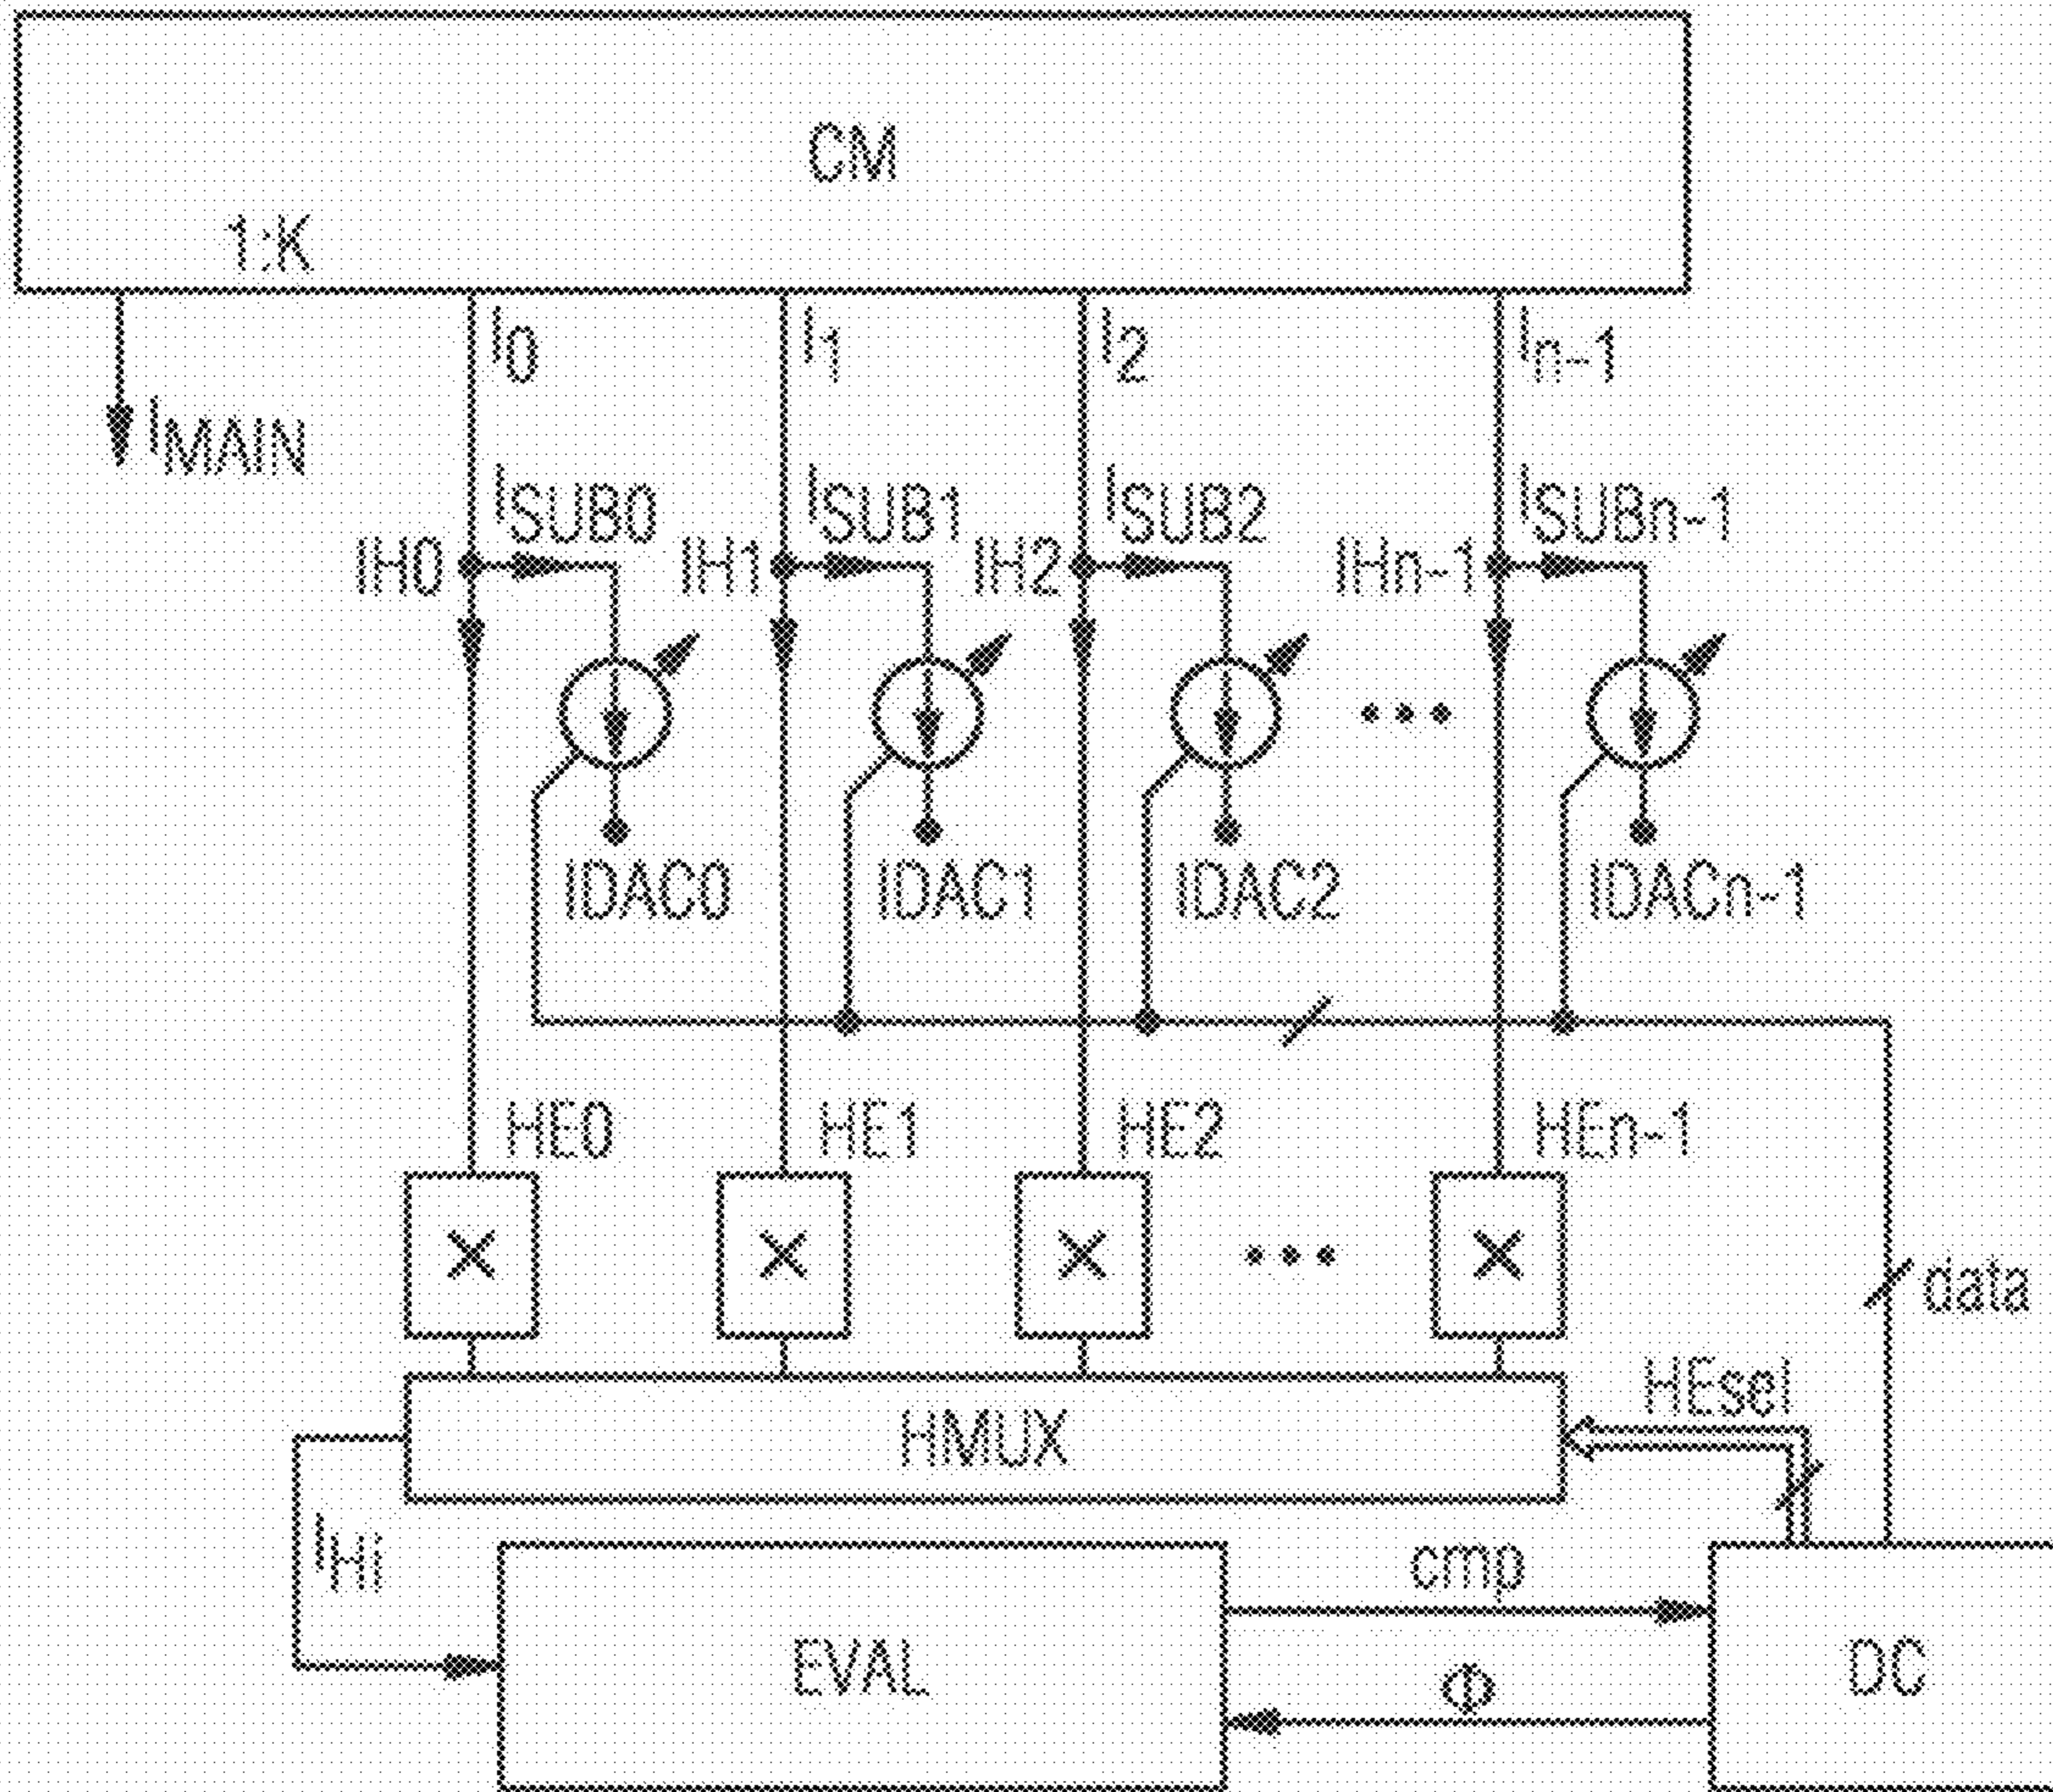 CM
1:K
I0 I1 I2 In-1
IMAIN
ISUB0 ISUB1 ISUB2 ISUBn-1
IH0 IH1 IH2 IHn-1
...
IDAC0 IDAC1 IDAC2 IDACn-1
HE0 HE1 HE2 HEn-1
× × × ... ×
data
HEsel
HMUX
IHi
cmp
EVAL
Φ
DC